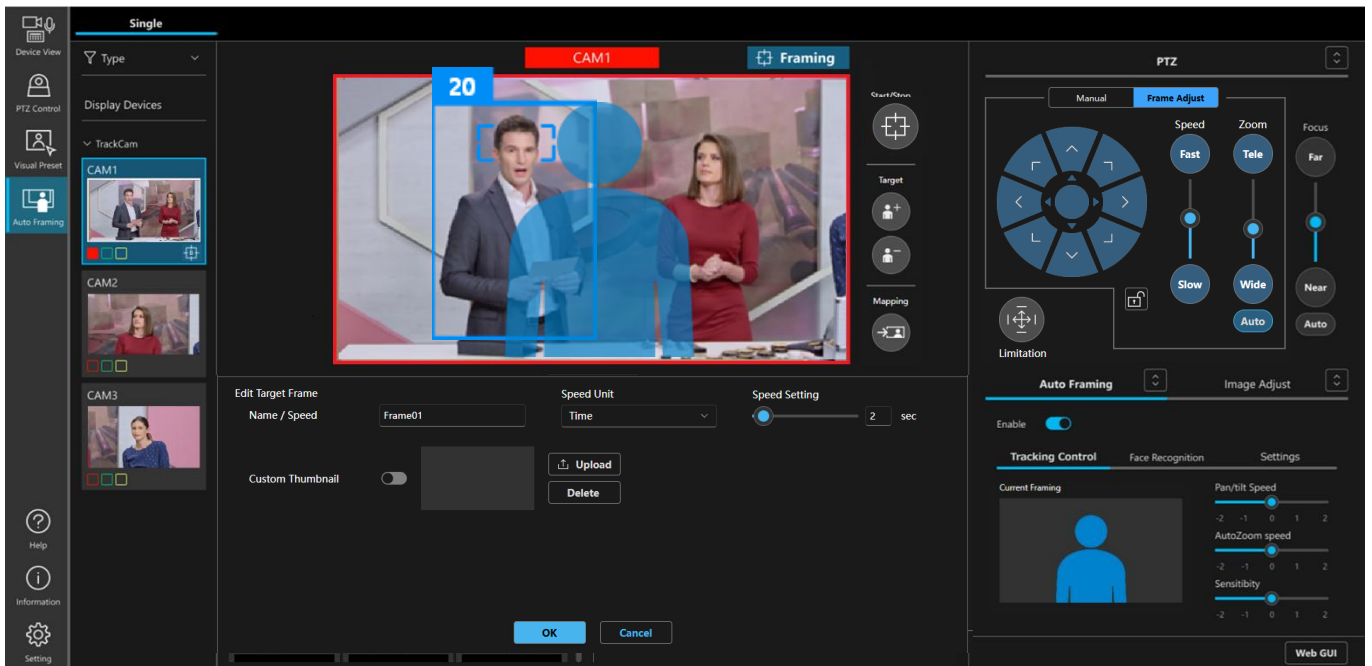 Single
Device View
PTZ Control
Visual Preset
Auto Framing
Help
Information
Setting
Type
Display Devices
TrackCam
CAM1
CAM2
CAM3
CAM1
Framing
20
Start/Stop
Target
Mapping
Edit Target Frame
Name / Speed
Frame01
Speed Unit
Time
Speed Setting
2 sec
Custom Thumbnail
Upload
Delete
OK
Cancel
PTZ
Manual
Frame Adjust
Speed
Zoom
Focus
Fast
Tele
Far
Slow
Wide
Near
Auto
Auto
Limitation
Auto Framing
Image Adjust
Enable
Tracking Control
Face Recognition
Settings
Current Framing
Pan/tilt Speed
-2 -1 0 1 2
AutoZoom speed
-2 -1 0 1 2
Sensitibity
-2 -1 0 1 2
Web GUI